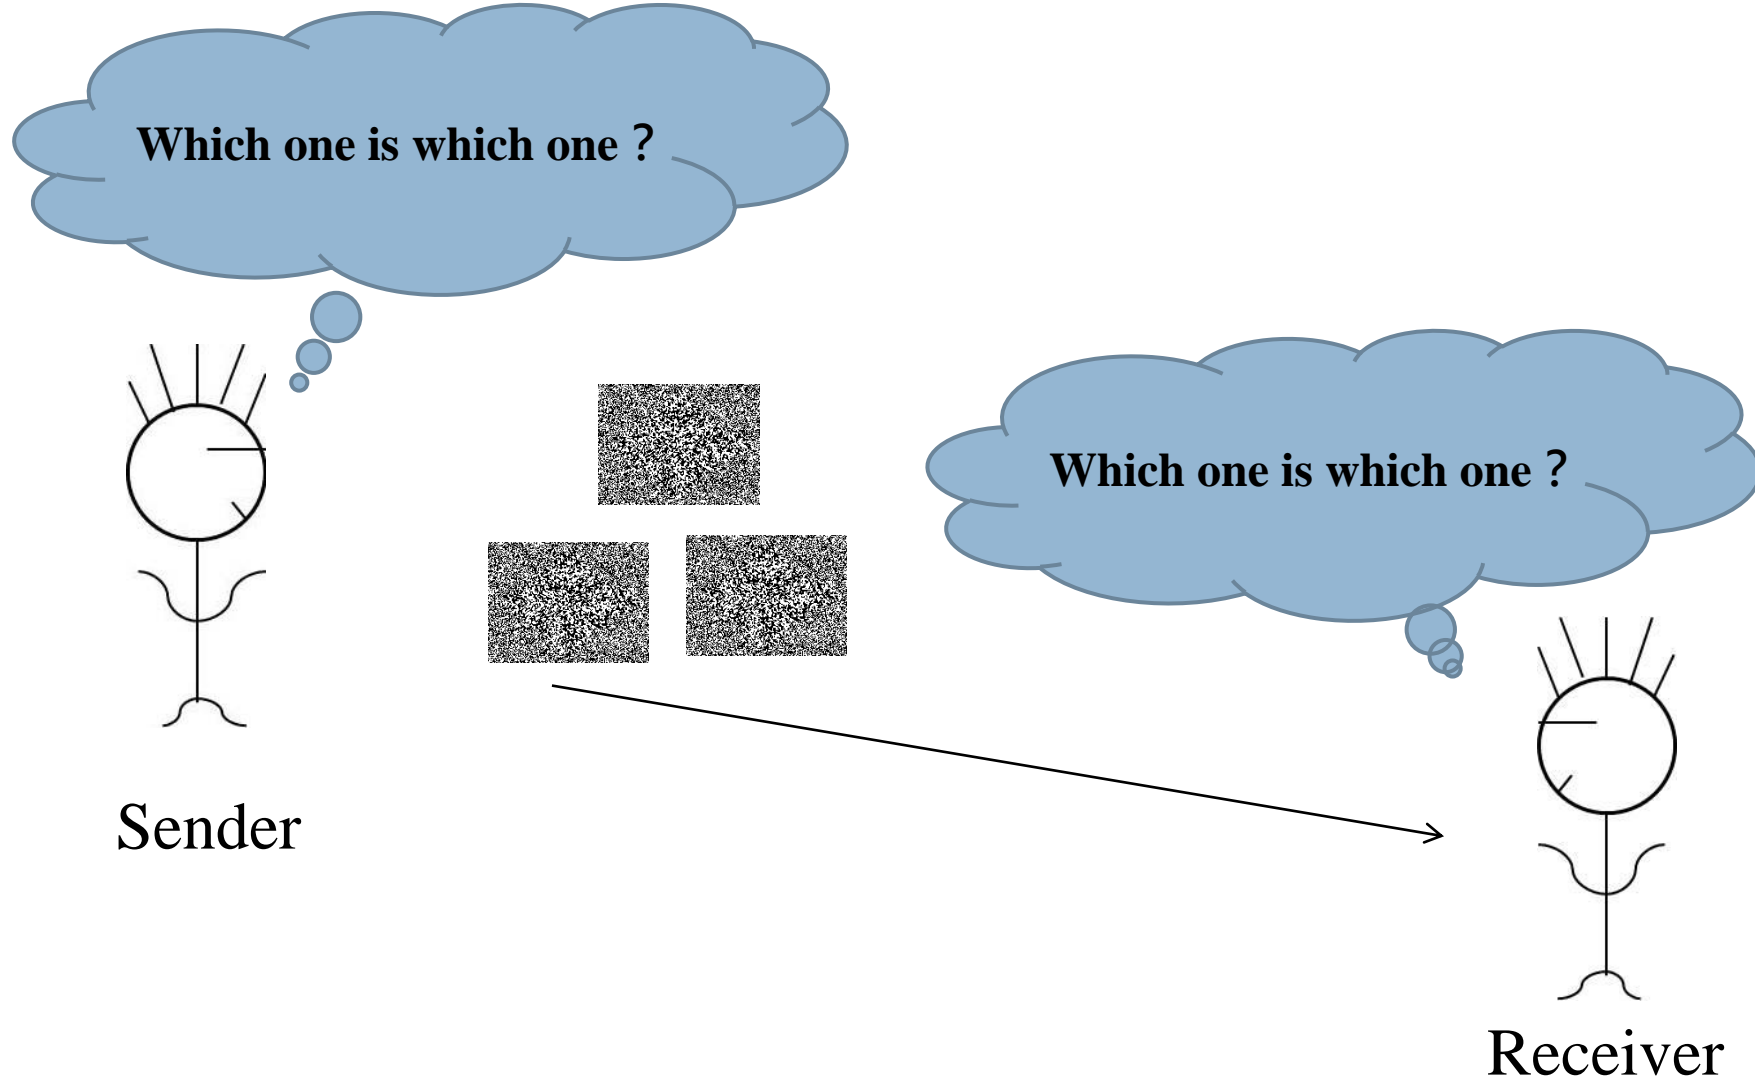 Which one is which one？
Which one is which one？
Sender
Receiver